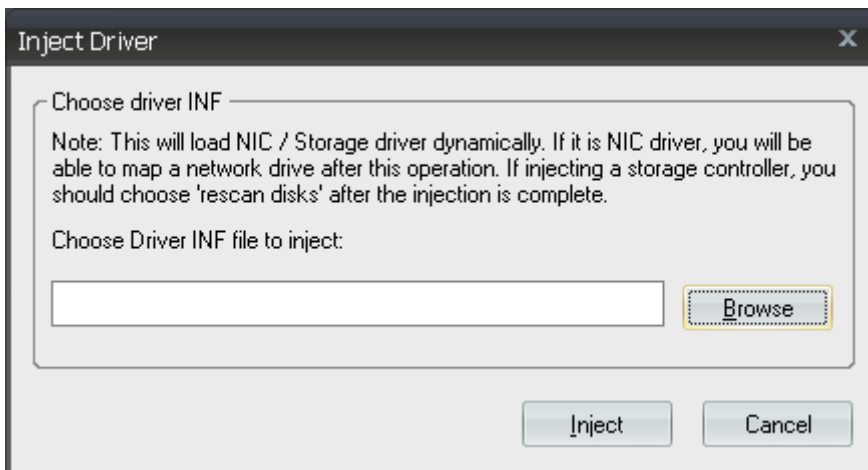 Inject Driver
Choose driver INF
Note: This will load NIC / Storage driver dynamically. If it is NIC driver, you will be
able to map a network drive after this operation. If injecting a storage controller, you
should choose 'rescan disks' after the injection is complete.
Choose Driver INF file to inject:
Browse
Inject
Cancel